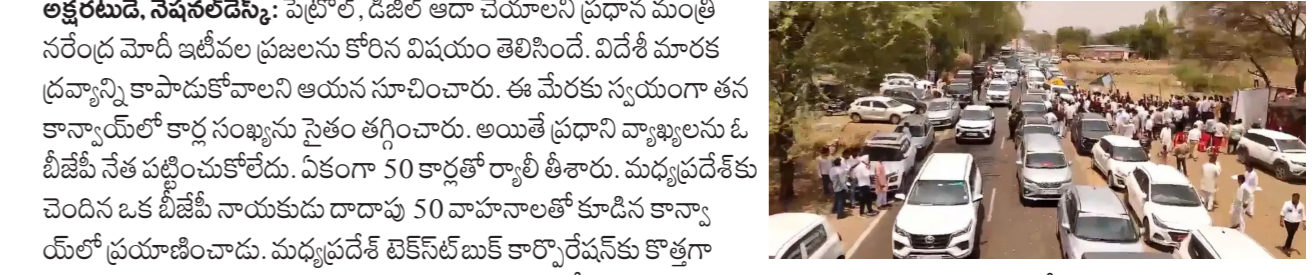 అక్షరటుడే, నేషనల్‌డెస్క్: పెట్రోల్, డీజిల్ ఆదా చేయాలని ప్రధాన మంత్రి
నరేంద్ర మోదీ ఇటీవల ప్రజలను కోరిన విషయం తెలిసిందే. విదేశీ మారక
ద్రవ్యాన్ని కాపాడుకోవాలని ఆయన సూచించారు. ఈ మేరకు స్వయంగా తన
కాన్వాయ్‌లో కార్ల సంఖ్యను సైతం తగ్గించారు. అయితే ప్రధాని వ్యాఖ్యలను ఓ
బీజేపీ నేత పట్టించుకోలేదు. ఏకంగా 50 కార్లతో ర్యాలీ తీశారు. మధ్యప్రదేశ్‌కు
చెందిన ఒక బీజేపీ నాయకుడు దాదాపు 50 వాహనాలతో కూడిన కాన్వా
య్‌లో ప్రయాణించాడు. మధ్యప్రదేశ్ టెక్స్‌ట్ బుక్ కార్పొరేషన్‌కు కొత్తగా